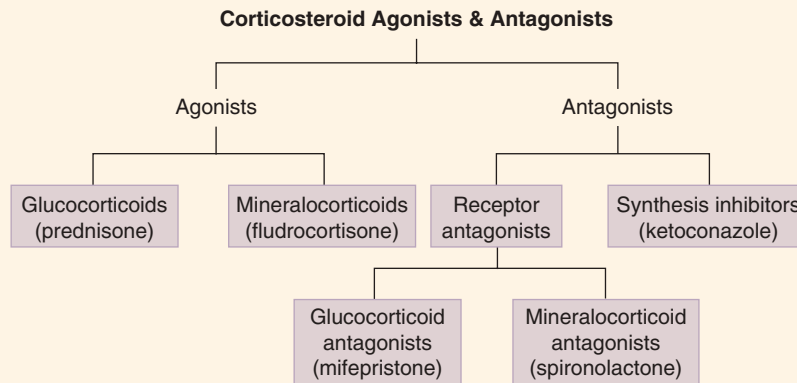 Corticosteroid Agonists & Antagonists
Agonists
Antagonists
Glucocorticoids
(prednisone)
Mineralocorticoids
(fludrocortisone)
Receptor
antagonists
Synthesis inhibitors
(ketoconazole)
Glucocorticoid
antagonists
(mifepristone)
Mineralocorticoid
antagonists
(spironolactone)